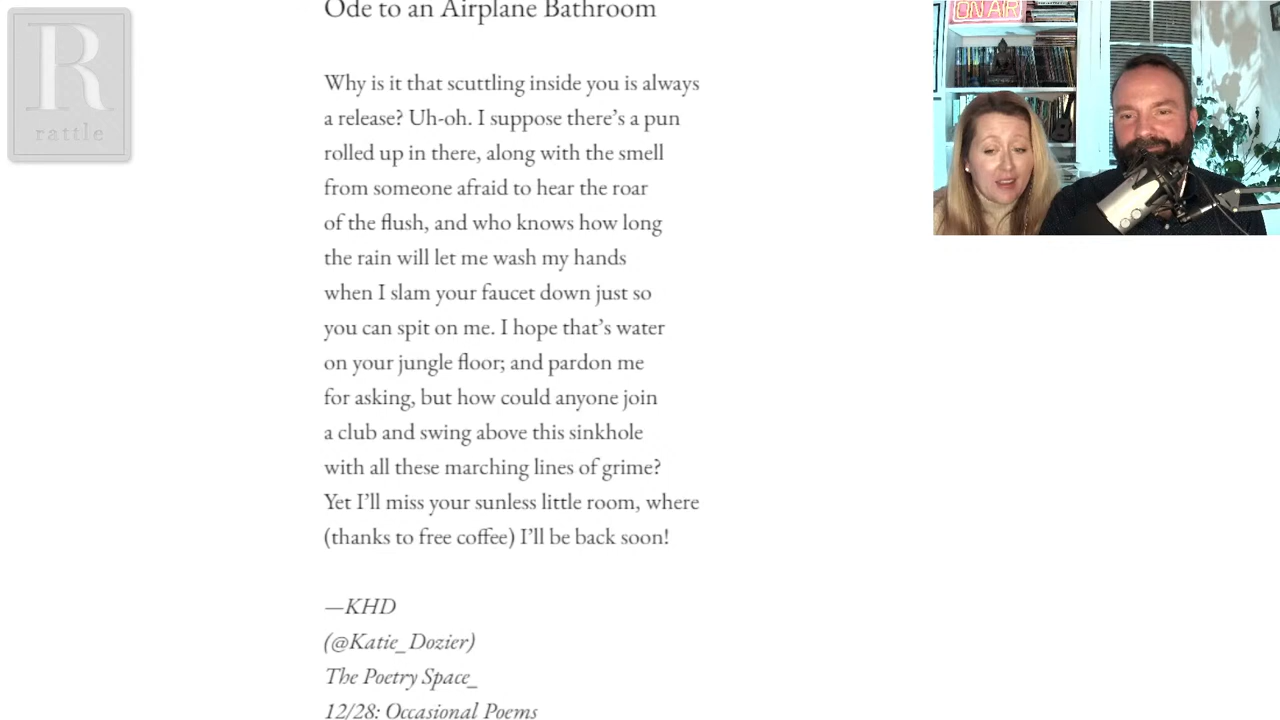 Ode to an Airplane Bathroom
Why is it that scuttling inside you is always
a release? Uh-oh. I suppose there’s a pun
rolled up in there, along with the smell
from someone afraid to hear the roar
of the flush, and who knows how long
the rain will let me wash my hands
when I slam your faucet down just so
you can spit on me. I hope that’s water
on your jungle floor; and pardon me
for asking, but how could anyone join
a club and swing above this sinkhole
with all these marching lines of grime?
Yet I’ll miss your sunless little room, where
(thanks to free coffee) I’ll be back soon!
—KHD
(@Katie_Dozier)
The Poetry Space_
12/28: Occasional Poems
R
rattle
ON AIR